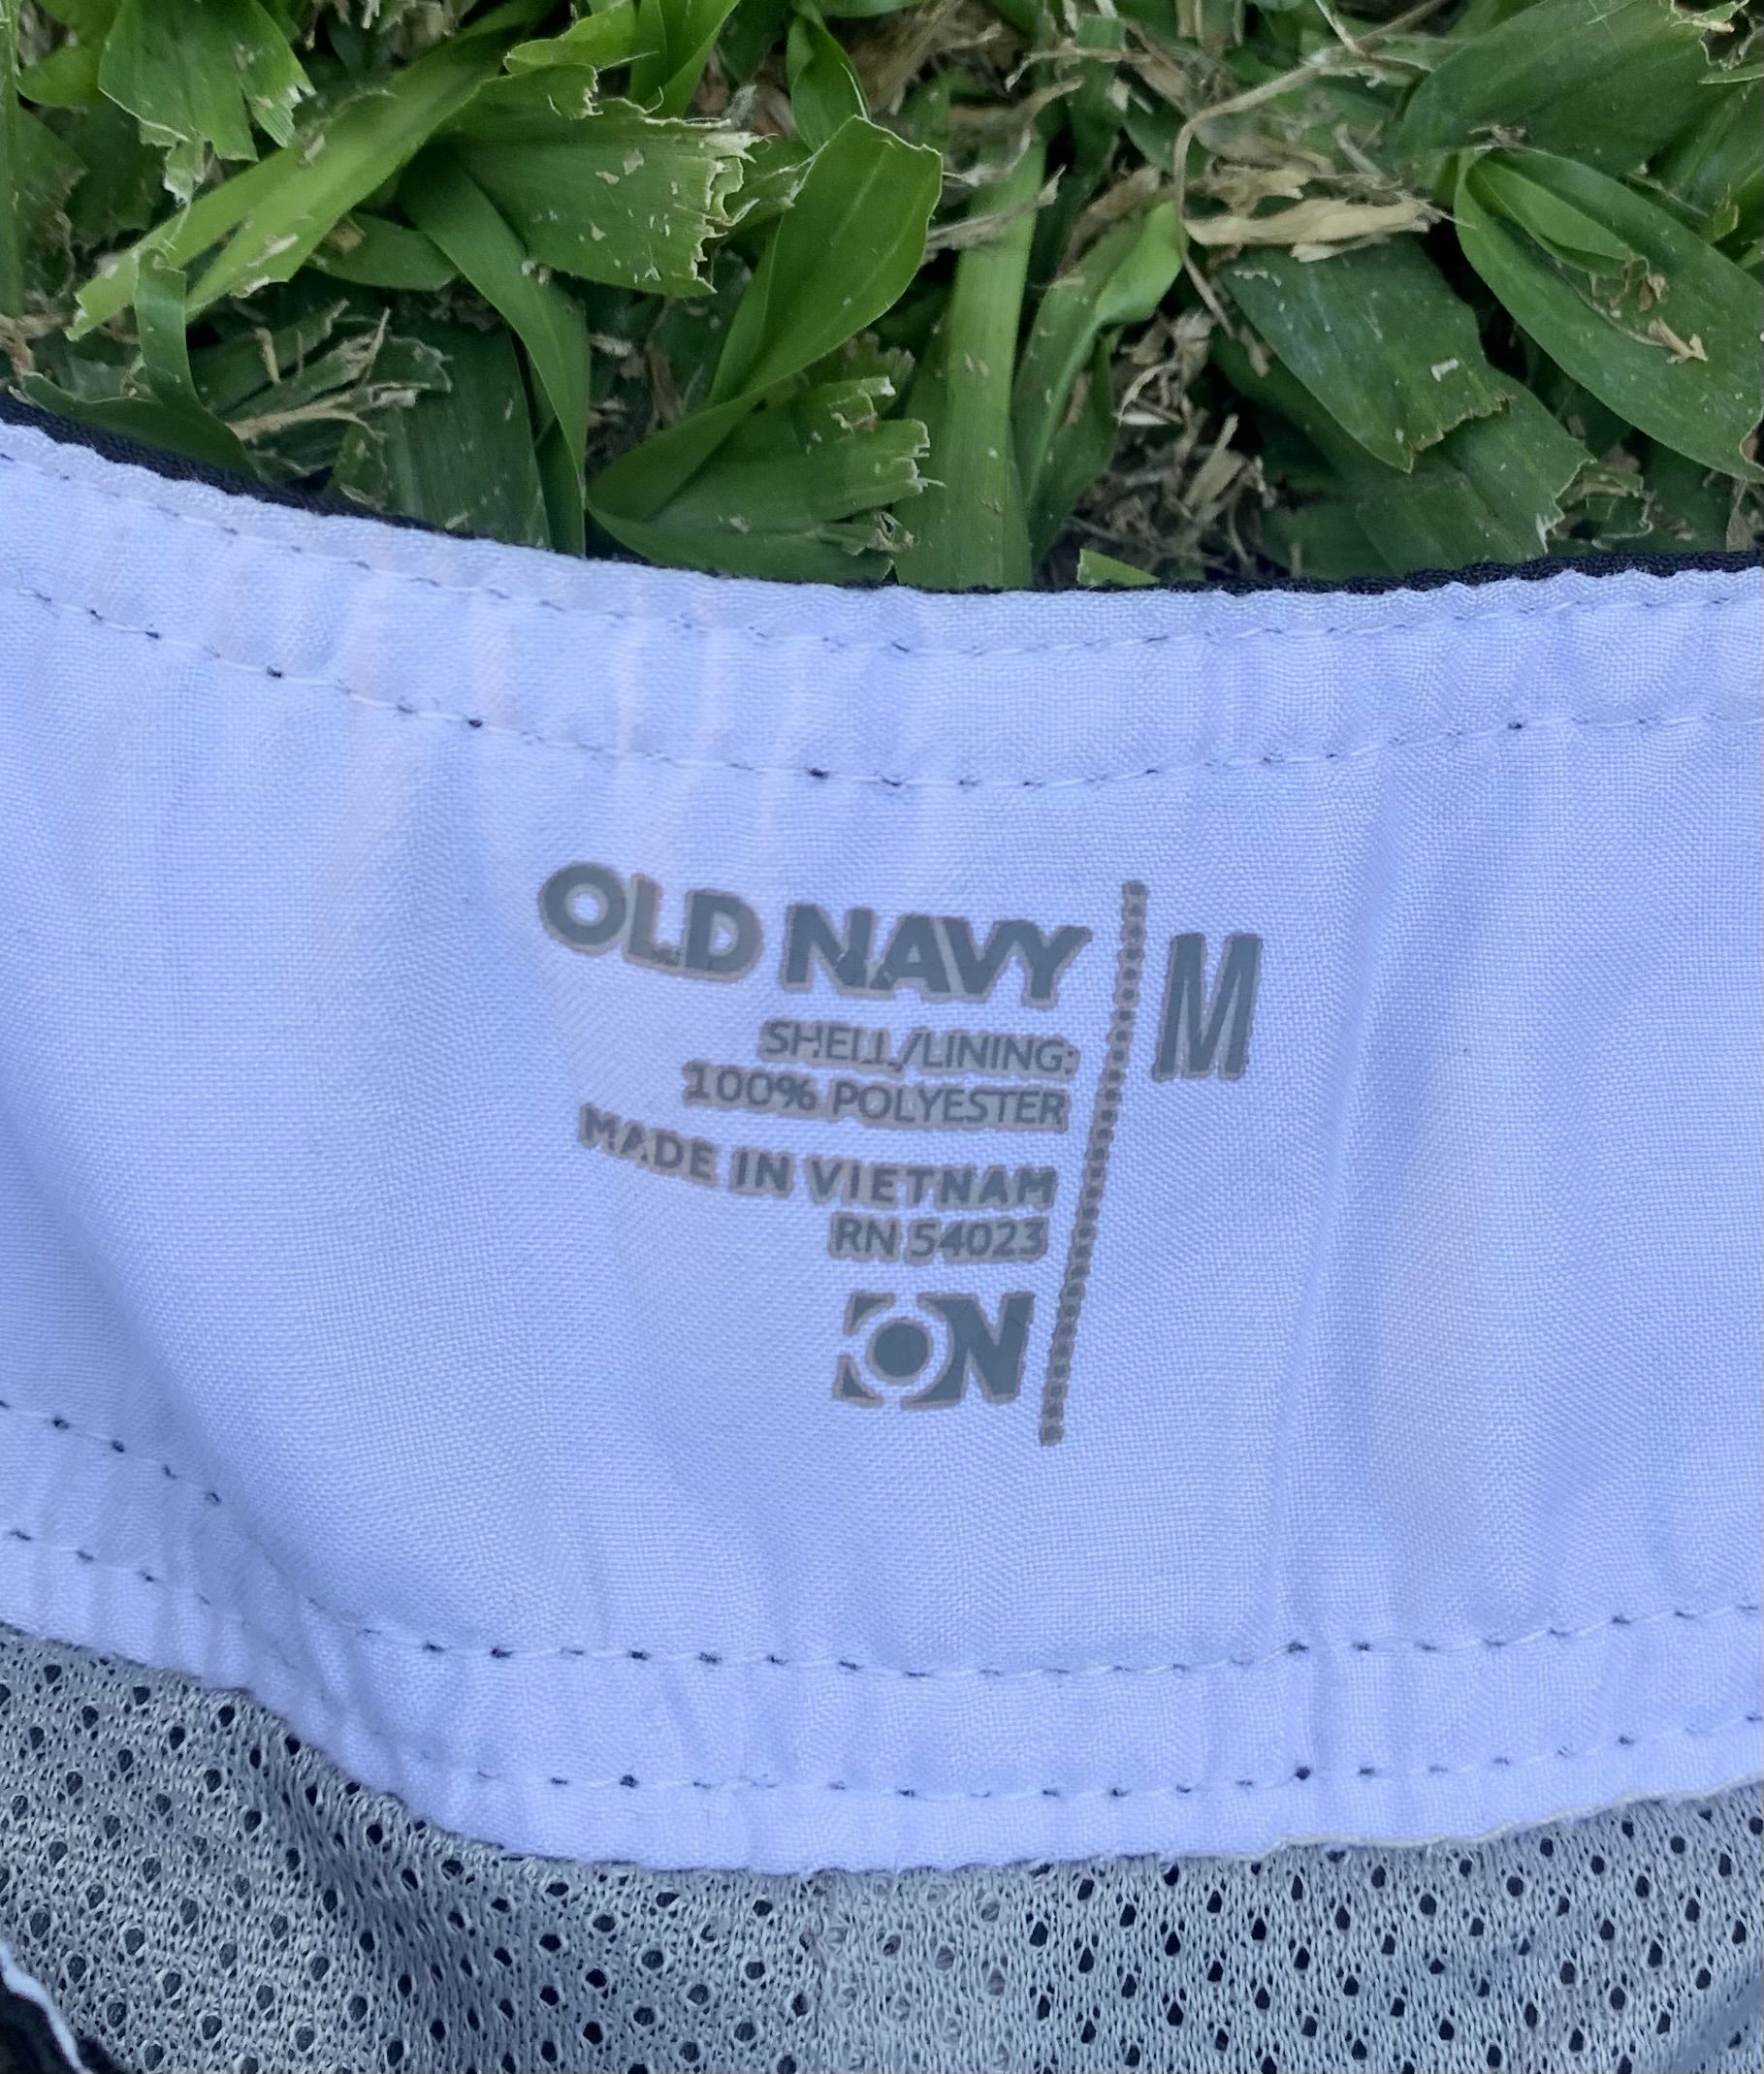 OLD NAVY
M
SHELL/LINING:
100% POLYESTER
MADE IN VIETNAM
RN 54023
ON